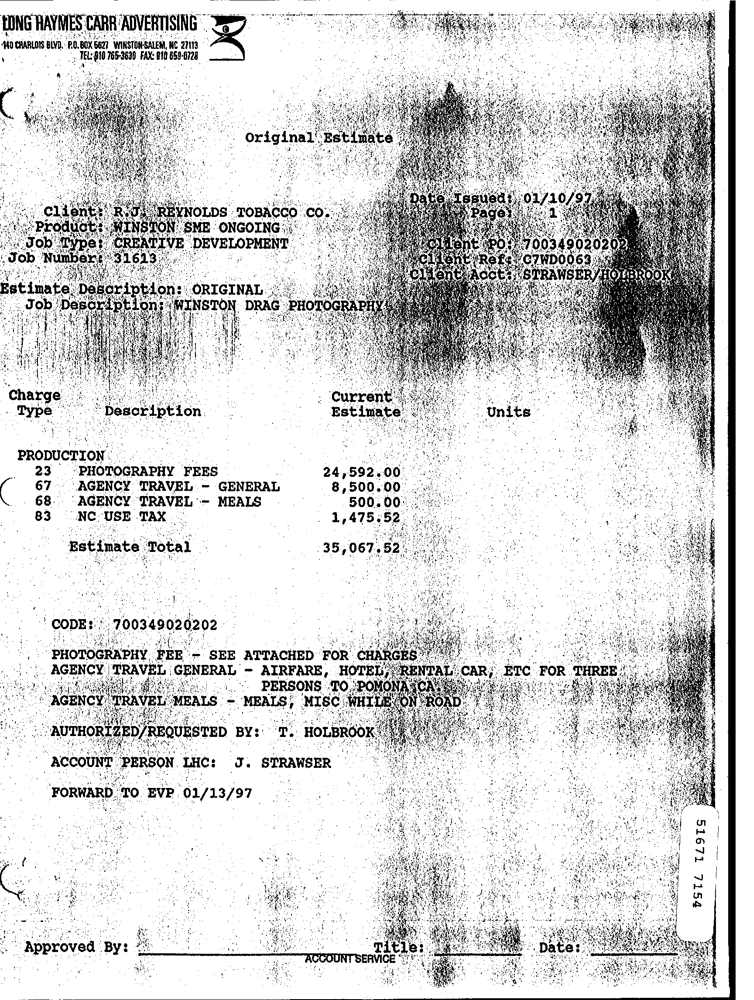 LONG HAYMES CARR ADVERTISING
140 CHARLOIS BLVD. P.O. BOX 5627 WINSTON-SALEM, NC 27113
TEL: 910 765-3630 FAX: 910 659-8728
Original Estimate
Date Issued: 01/10/97
Client: R.J. REYNOLDS TOBACCO CO. Page: 1
Product: WINSTON SME ONGOING
Job Type: CREATIVE DEVELOPMENT Client PO: 700349020202
Job Number: 31613 Client Ref: C7WD0063
Client Acct: STRAWSER/HOLBROOK
Estimate Description: ORIGINAL
Job Description: WINSTON DRAG PHOTOGRAPHY
Charge Current
Type Description Estimate Units
PRODUCTION
23 PHOTOGRAPHY FEES 24,592.00
67 AGENCY TRAVEL - GENERAL 8,500.00
68 AGENCY TRAVEL - MEALS 500.00
83 NC USE TAX 1,475.52
Estimate Total 35,067.52
CODE: 700349020202
PHOTOGRAPHY FEE - SEE ATTACHED FOR CHARGES
AGENCY TRAVEL GENERAL - AIRFARE, HOTEL, RENTAL CAR, ETC FOR THREE
PERSONS TO POMONA CA.
AGENCY TRAVEL MEALS - MEALS, MISC WHILE ON ROAD
AUTHORIZED/REQUESTED BY: T. HOLBROOK
ACCOUNT PERSON LHC: J. STRAWSER
FORWARD TO EVP 01/13/97
51671 7154
Approved By: Title: Date:
ACCOUNT SERVICE